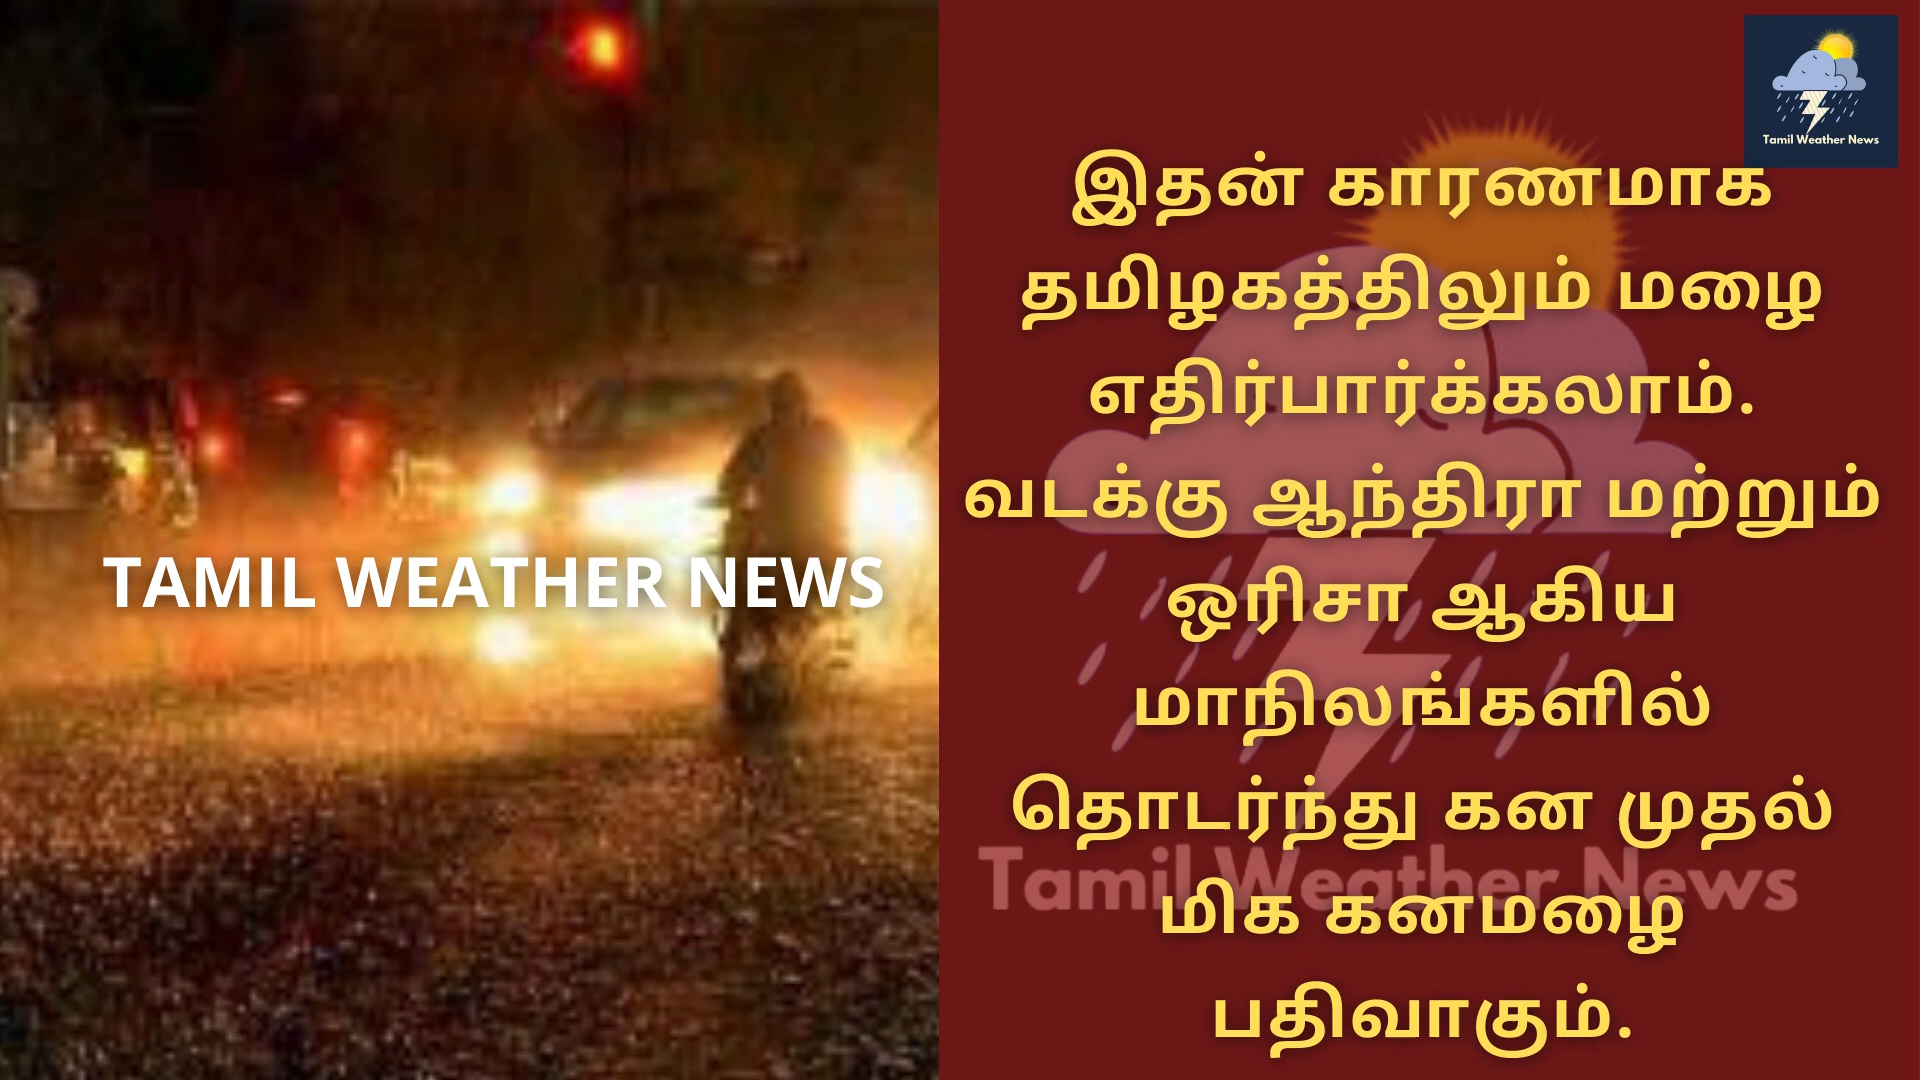 TAMIL WEATHER NEWS
Tamil Weather News
இதன் காரணமாக
தமிழகத்திலும் மழை
எதிர்பார்க்கலாம்.
வடக்கு ஆந்திரா மற்றும்
ஒரிசா ஆகிய
மாநிலங்களில்
தொடர்ந்து கன முதல்
Tamil Weather News
மிக கனமழை
பதிவாகும்.